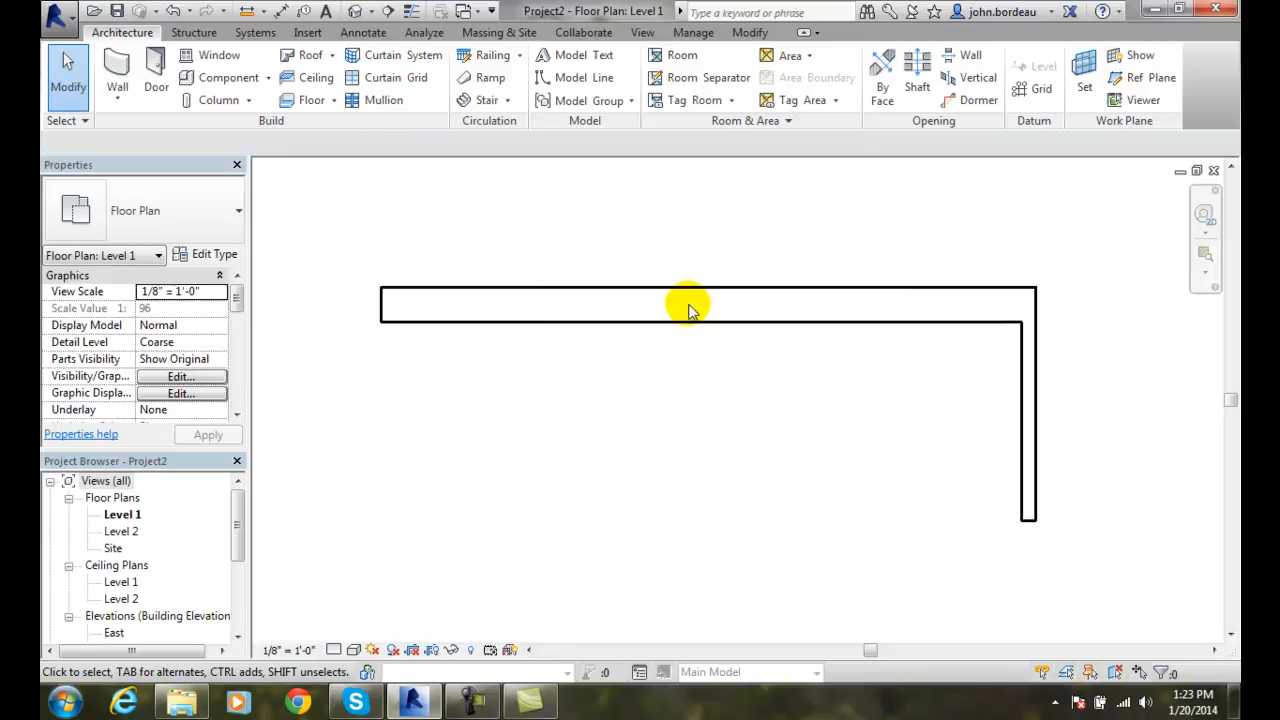 Project2 - Floor Plan: Level 1
Type a keyword or phrase
john.bordeau
Architecture Structure Systems Insert Annotate Analyze Massing & Site Collaborate View Manage Modify
Modify
Wall
Door
Window
Component
Column
Roof
Ceiling
Floor
Curtain System
Curtain Grid
Mullion
Railing
Ramp
Stair
Model Text
Model Line
Model Group
Room
Room Separator
Tag Room
Area
Area Boundary
Tag Area
By
Face
Shaft
Wall
Vertical
Dormer
Level
Grid
Set
Show
Ref Plane
Viewer
Select Build Circulation Model Room & Area Opening Datum Work Plane
Properties
Floor Plan
Floor Plan: Level 1 Edit Type
Graphics
View Scale 1/8" = 1'-0"
Scale Value 1: 96
Display Model Normal
Detail Level Coarse
Parts Visibility Show Original
Visibility/Grap... Edit...
Graphic Displa... Edit...
Underlay None
Properties help Apply
Project Browser - Project2
Views (all)
Floor Plans
Level 1
Level 2
Site
Ceiling Plans
Level 1
Level 2
Elevations (Building Elevation
East
2D
1/8" = 1'-0"
Click to select, TAB for alternates, CTRL adds, SHIFT unselects.
:0
Main Model
:0
1:23 PM
1/20/2014